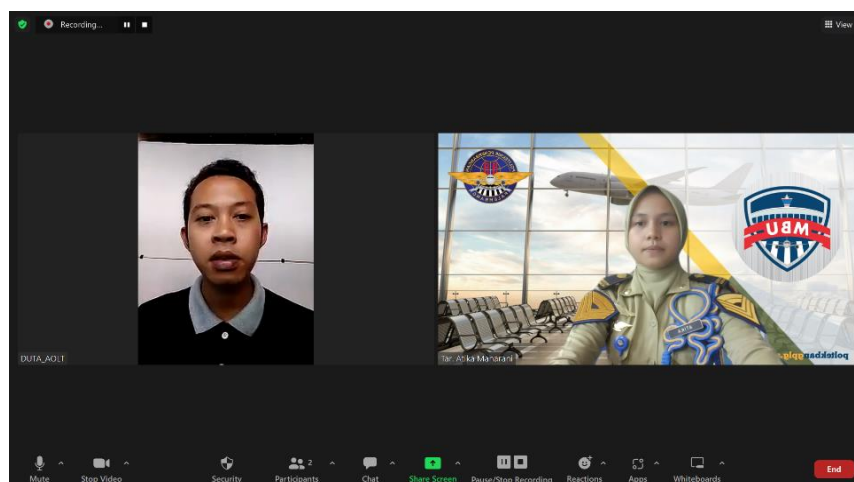 Recording...
View
UBM
DUTA_AOLT
Tar. Atika Maharani
Mute
Stop Video
Security
Participants
2
Chat
Share Screen
Pause/Stop Recording
Reactions
Apps
Whiteboards
End